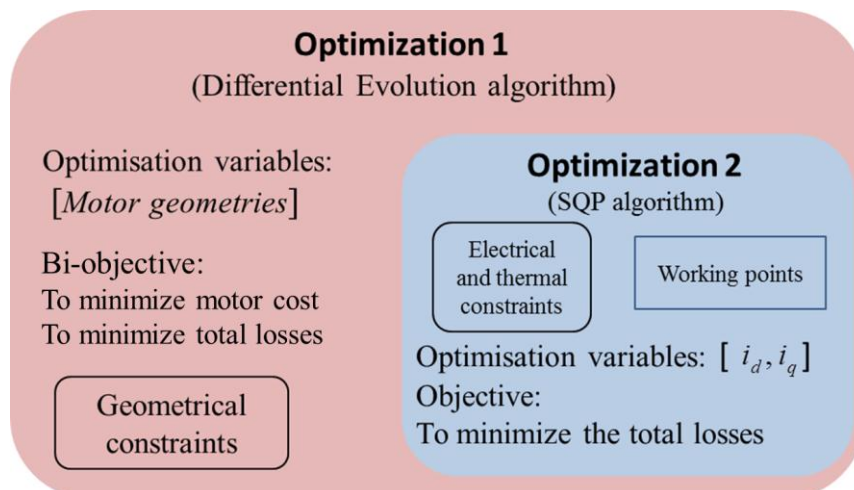 Optimization 1
(Differential Evolution algorithm)
Optimisation variables:
[Motor geometries]
Bi-objective:
To minimize motor cost
To minimize total losses
Geometrical
constraints
Optimization 2
(SQP algorithm)
Electrical
and thermal
constraints
Working points
Optimisation variables: [ i_d, i_q]
Objective:
To minimize the total losses